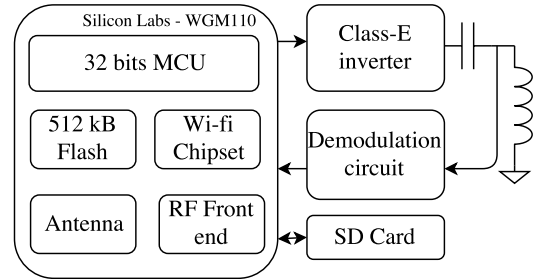 Silicon Labs - WGM110
32 bits MCU
512 kB
Flash
Wi-fi
Chipset
Antenna
RF Front
end
Class-E
inverter
Demodulation
circuit
SD Card